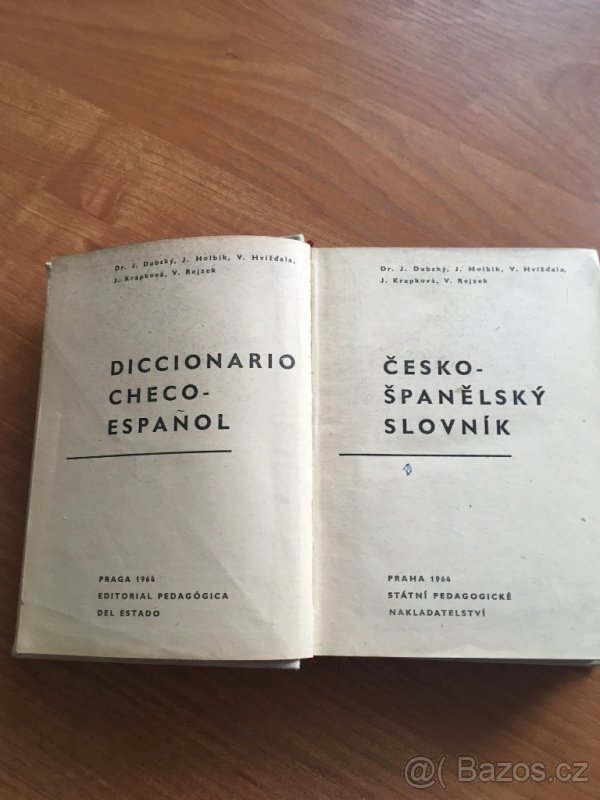 Dr. J. Dubský, J. Holbík, V. Hvížďala,
J. Krapková, V. Rejzek
DICCIONARIO
CHECO-
ESPAÑOL
PRAGA 1964
EDITORIAL PEDAGÓGICA
DEL ESTADO
Dr. J. Dubský, J. Holbík, V. Hvížďala,
J. Krapková, V. Rejzek
ČESKO-
ŠPANĚLSKÝ
SLOVNÍK
PRAHA 1964
STÁTNÍ PEDAGOGICKÉ
NAKLADATELSTVÍ
Bazos.cz